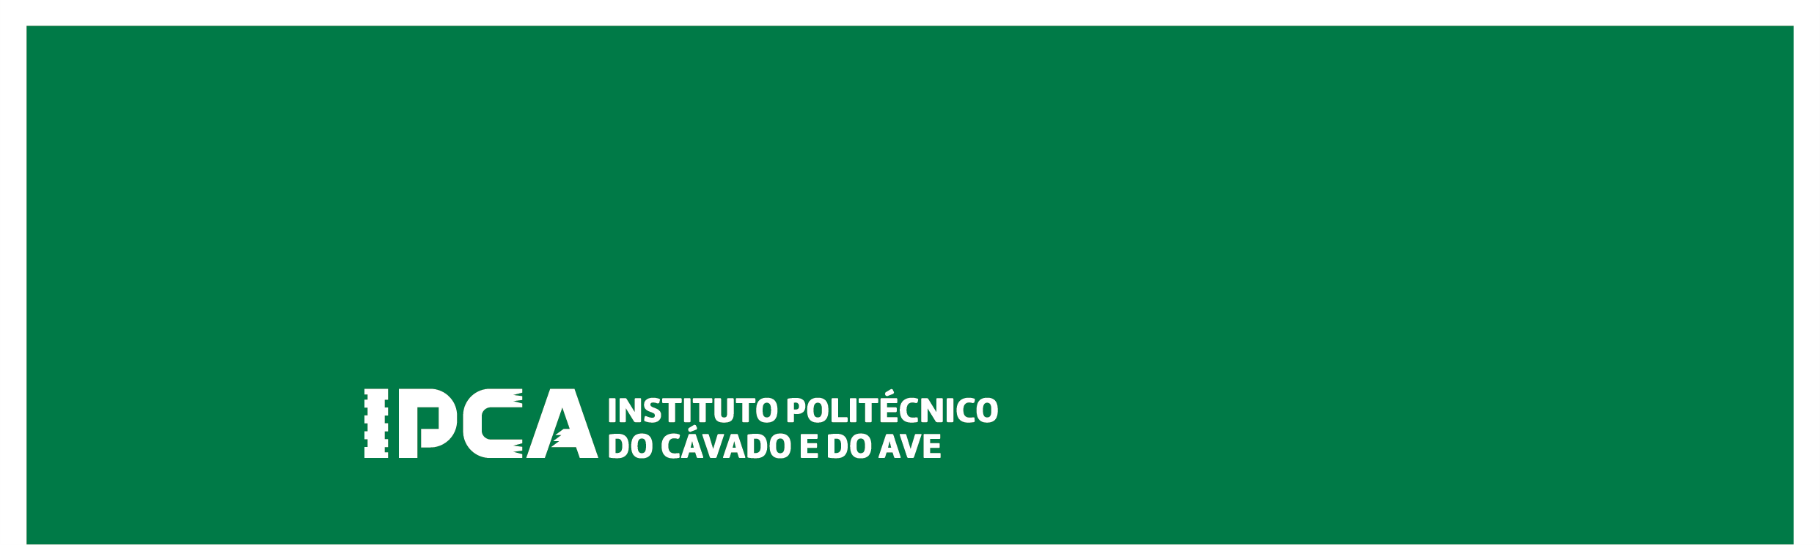 IPCA
INSTITUTO POLITÉCNICO
DO CÁVADO E DO AVE